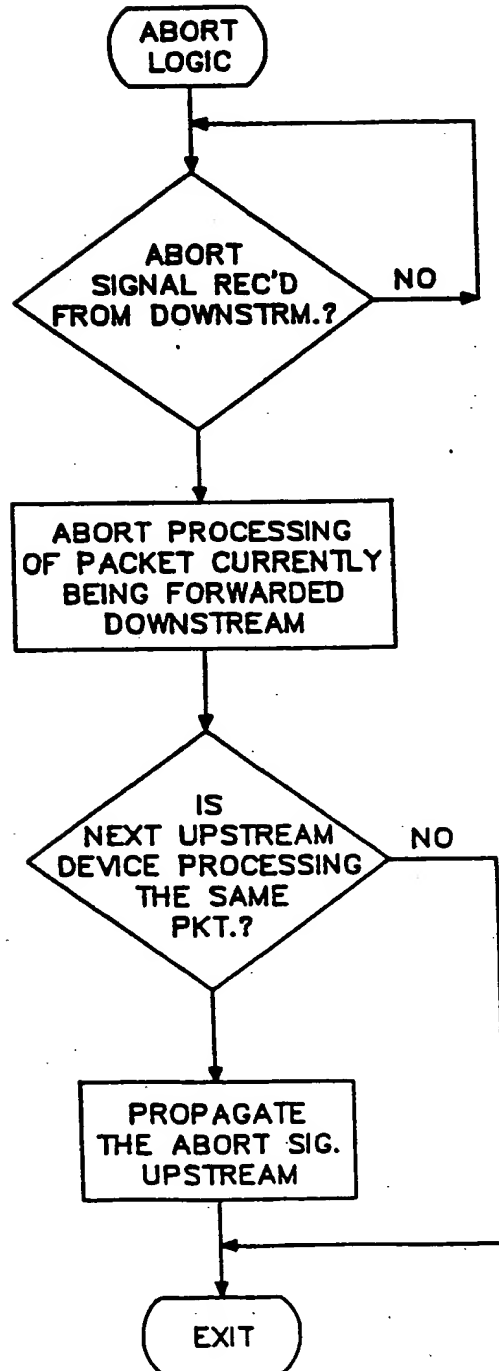 ABORT
LOGIC
ABORT
SIGNAL REC'D
FROM DOWNSTRM.?
NO
ABORT PROCESSING
OF PACKET CURRENTLY
BEING FORWARDED
DOWNSTREAM
IS
NEXT UPSTREAM
DEVICE PROCESSING
THE SAME
PKT.?
NO
PROPAGATE
THE ABORT SIG.
UPSTREAM
EXIT